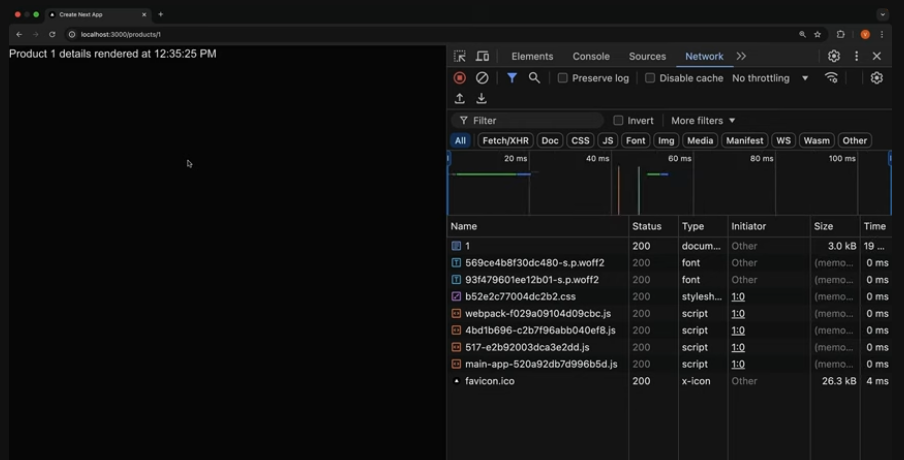 Create Next App
localhost:3000/products/1
Product 1 details rendered at 12:35:25 PM
Elements Console Sources Network
Preserve log Disable cache No throttling
Filter Invert More filters
All Fetch/XHR Doc CSS JS Font Img Media Manifest WS Wasm Other
20 ms 40 ms 60 ms 80 ms 100 ms
Name Status Type Initiator Size Time
1 200 docum... Other 3.0 kB 19 ...
569ce4b8f30dc480-s.p.woff2 200 font Other (memo... 0 ms
93f479601ee12b01-s.p.woff2 200 font Other (memo... 0 ms
b52e2c77004dc2b2.css 200 stylesh... 1:0 (memo... 0 ms
webpack-f029a09104d09cbc.js 200 script 1:0 (memo... 0 ms
4bd1b696-c2b7f96abb040ef8.js 200 script 1:0 (memo... 0 ms
517-e2b92003dca3e2dd.js 200 script 1:0 (memo... 0 ms
main-app-520a92db7d996b5d.js 200 script 1:0 (memo... 0 ms
favicon.ico 200 x-icon Other 26.3 kB 4 ms